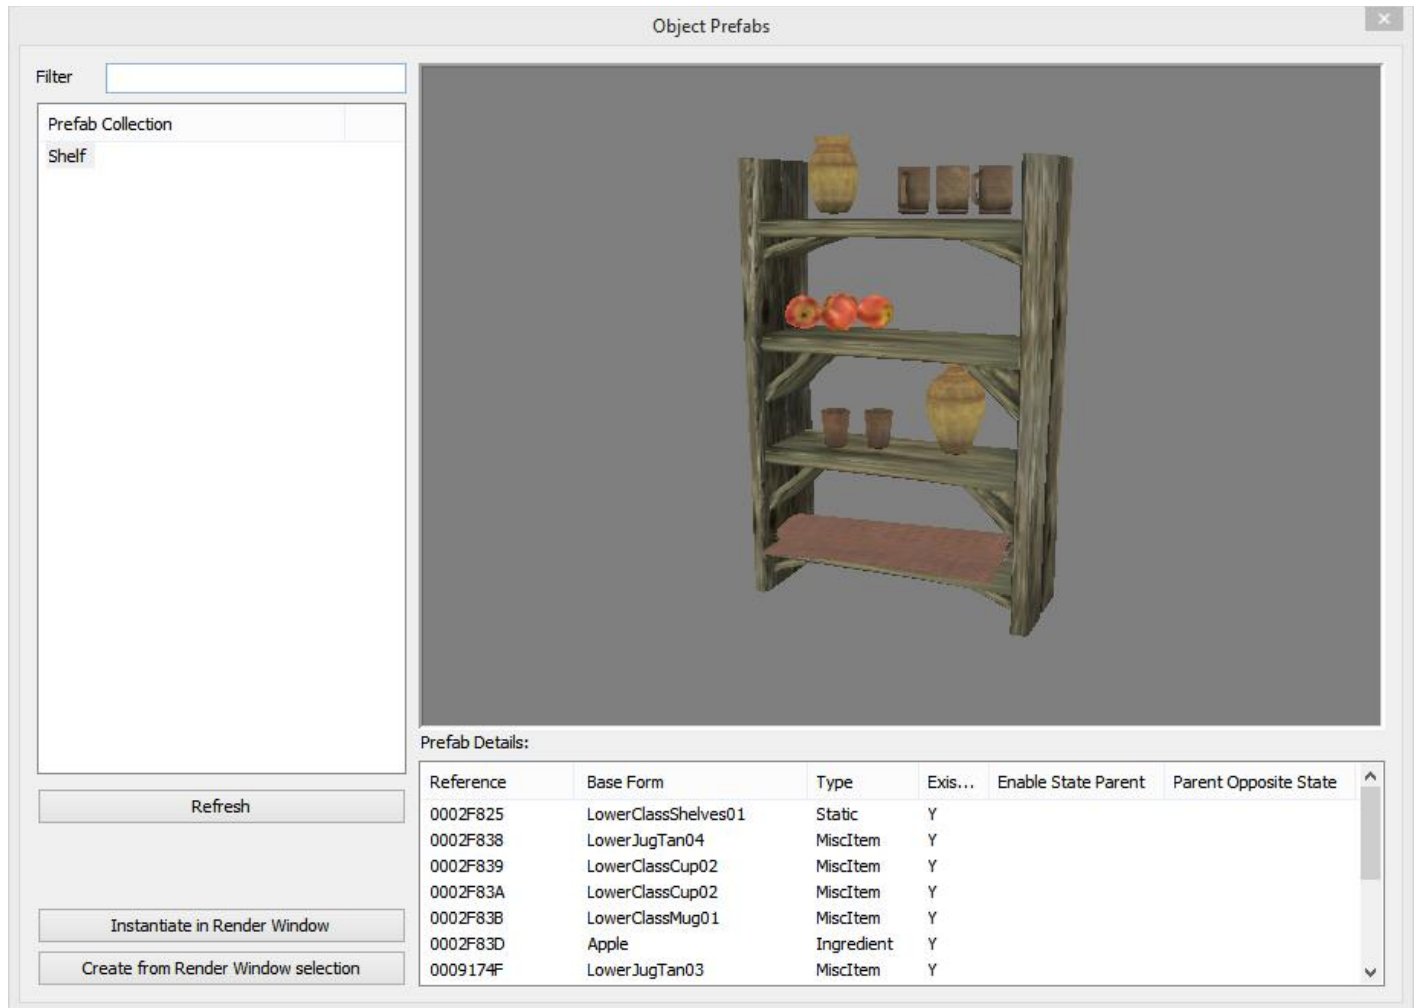 Object Prefabs
Filter
Prefab Collection
Shelf
Refresh
Instantiate in Render Window
Create from Render Window selection
Prefab Details:
Reference Base Form Type Exis... Enable State Parent Parent Opposite State
0002F825 LowerClassShelves01 Static Y
0002F838 LowerJugTan04 MiscItem Y
0002F839 LowerClassCup02 MiscItem Y
0002F83A LowerClassCup02 MiscItem Y
0002F83B LowerClassMug01 MiscItem Y
0002F83D Apple Ingredient Y
0009174F LowerJugTan03 MiscItem Y